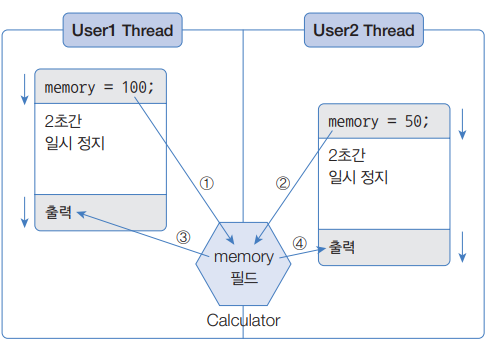 User1 Thread
User2 Thread
memory = 100;
2초간
일시 정지
출력
memory = 50;
2초간
일시 정지
출력
①
②
③
④
memory
필드
Calculator